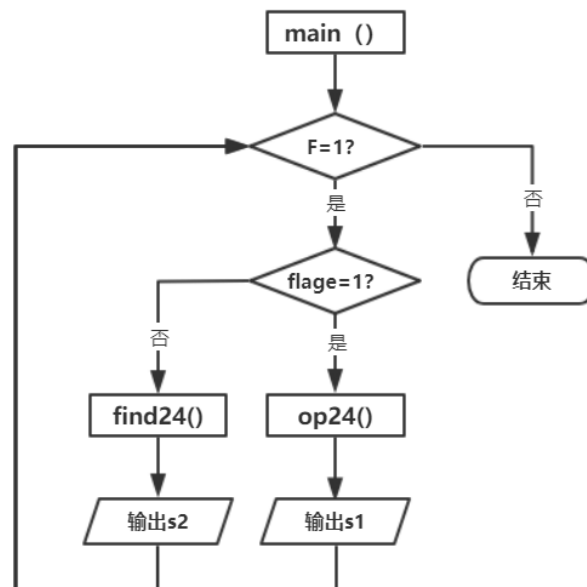 main（）
F=1?
是
否
flage=1?
结束
否
是
find24()
op24()
输出s2
输出s1